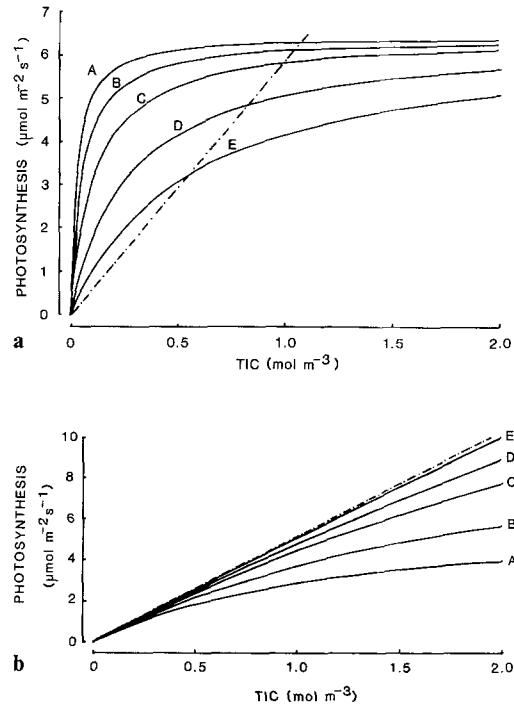 7
6
5
4
3
2
1
0
PHOTOSYNTHESIS (μmol m⁻² s⁻¹)
A
B
C
D
E
0 0.5 1.0 1.5 2.0
a
TIC (mol m⁻³)
10
8
6
4
2
0
PHOTOSYNTHESIS
(μmol m⁻² s⁻¹)
E
D
C
B
A
0 0.5 1.0 1.5 2.0
b
TIC (mol m⁻³)